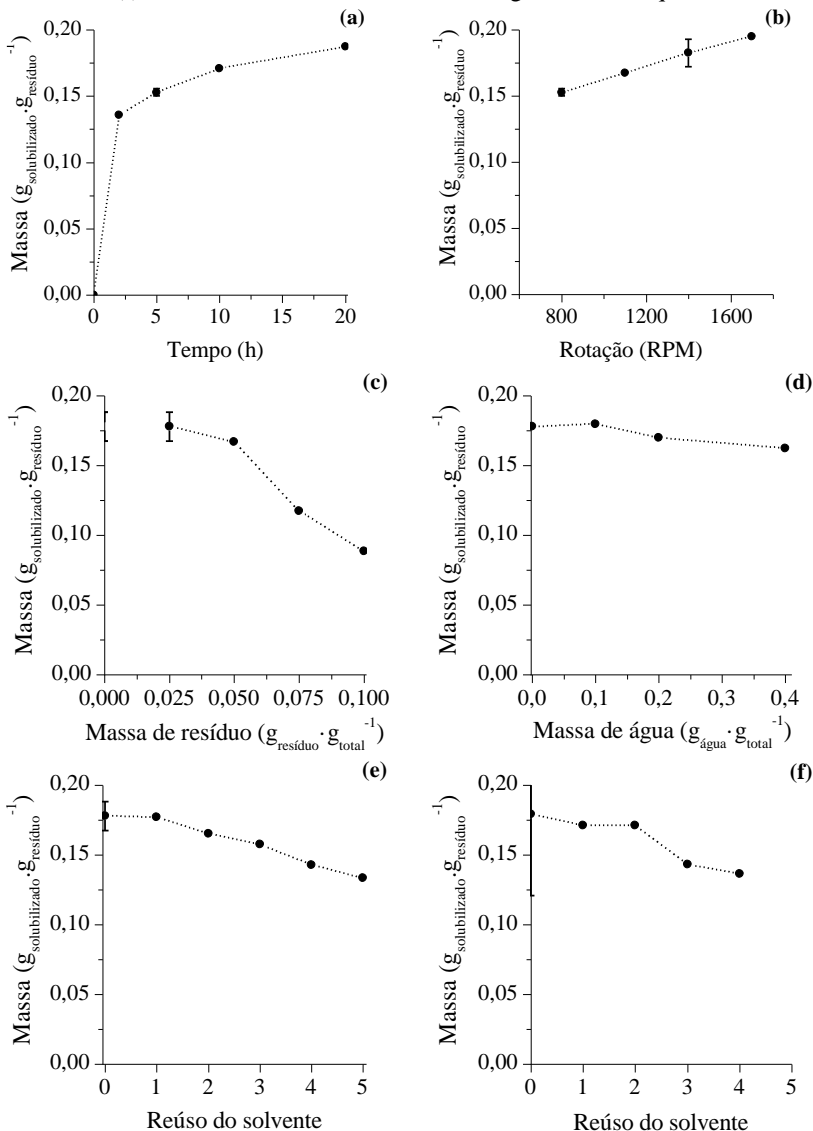 (a)
Massa (g_solubilizado·g_resíduo^-1)
0,20
0,15
0,10
0,05
0,00
0 5 10 15 20
Tempo (h)
(b)
Massa (g_solubilizado·g_resíduo^-1)
0,20
0,15
0,10
0,05
0,00
800 1200 1600
Rotação (RPM)
(c)
Massa (g_solubilizado·g_resíduo^-1)
0,20
0,15
0,10
0,05
0,00
0,000 0,025 0,050 0,075 0,100
Massa de resíduo (g_resíduo·g_total^-1)
(d)
Massa (g_solubilizado·g_resíduo^-1)
0,20
0,15
0,10
0,05
0,00
0,0 0,1 0,2 0,3 0,4
Massa de água (g_água·g_total^-1)
(e)
Massa (g_solubilizado·g_resíduo^-1)
0,20
0,15
0,10
0,05
0,00
0 1 2 3 4 5
Reúso do solvente
(f)
Massa (g_solubilizado·g_resíduo^-1)
0,20
0,15
0,10
0,05
0,00
0 1 2 3 4 5
Reúso do solvente